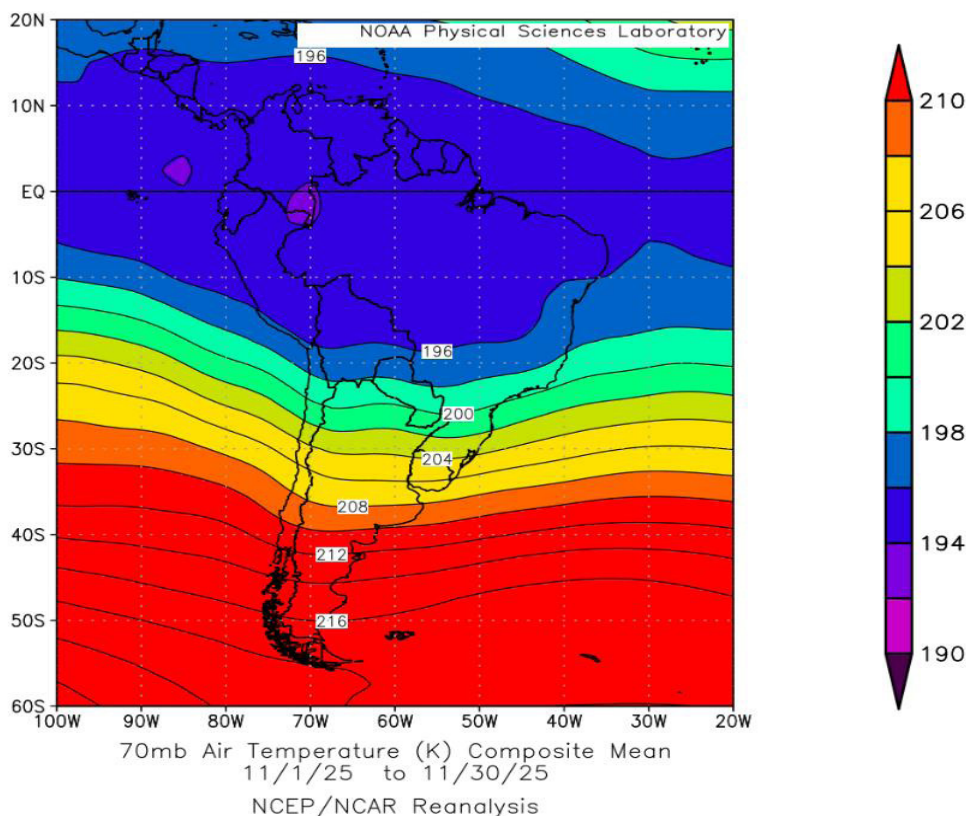 20N
NOAA Physical Sciences Laboratory
196
15N
10N
EQ
10S
196
20S
200
30S
204
208
40S
212
50S
216
60S
100W 90W 80W 70W 60W 50W 40W 30W 20W
70mb Air Temperature (K) Composite Mean
11/1/25 to 11/30/25
NCEP/NCAR Reanalysis
210
206
202
198
194
190